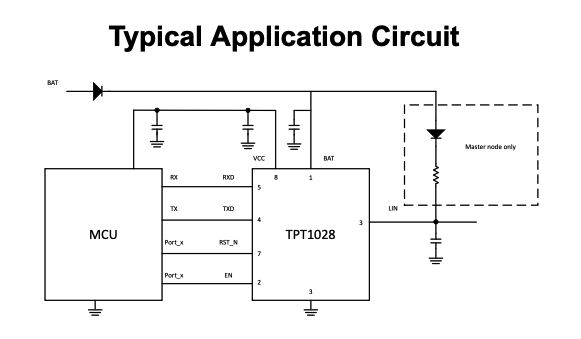 Typical Application Circuit
BAT
Master node only
VCC
BAT
8
1
RX
RXD
5
LIN
TX
TXD
4
3
MCU
TPT1028
Port_x
RST_N
7
Port_x
EN
2
3